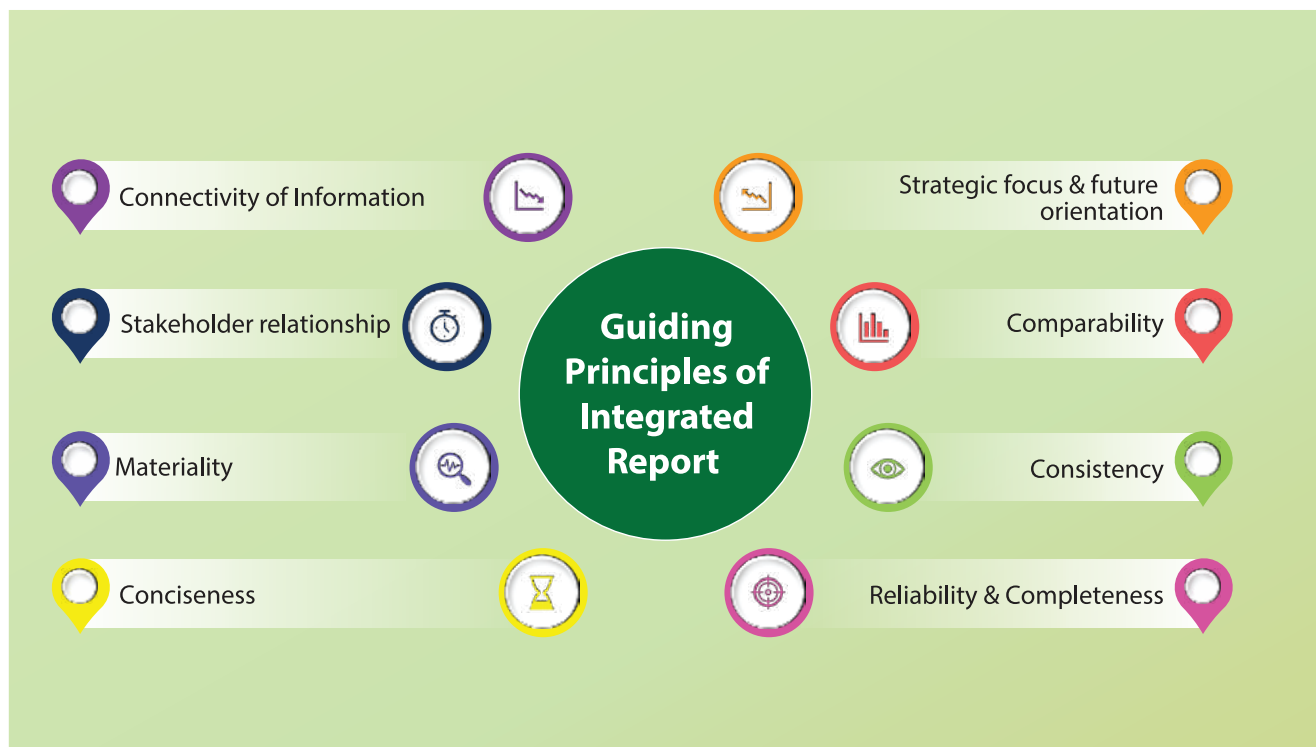 Connectivity of Information
Stakeholder relationship
Materiality
Conciseness
Guiding
Principles of
Integrated
Report
Strategic focus & future
orientation
Comparability
Consistency
Reliability & Completeness